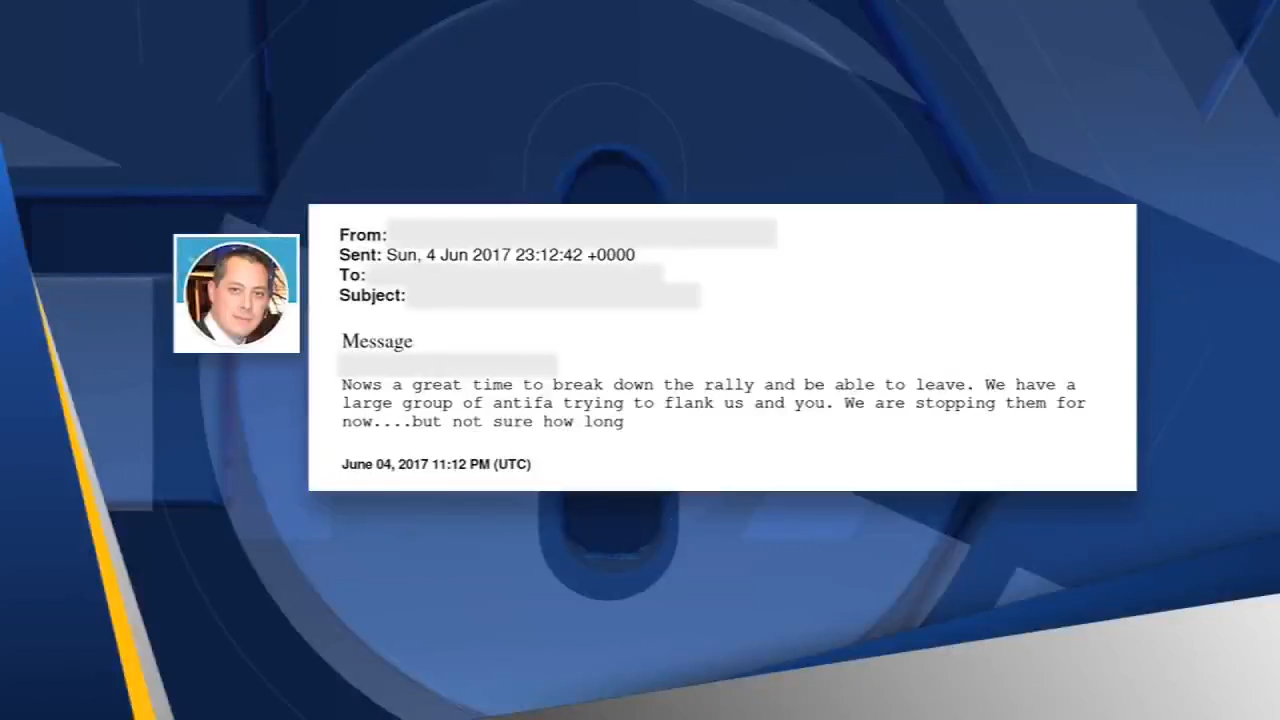 From:
Sent: Sun, 4 Jun 2017 23:12:42 +0000
To:
Subject:
Message
Nows a great time to break down the rally and be able to leave. We have a
large group of antifa trying to flank us and you. We are stopping them for
now....but not sure how long
June 04, 2017 11:12 PM (UTC)